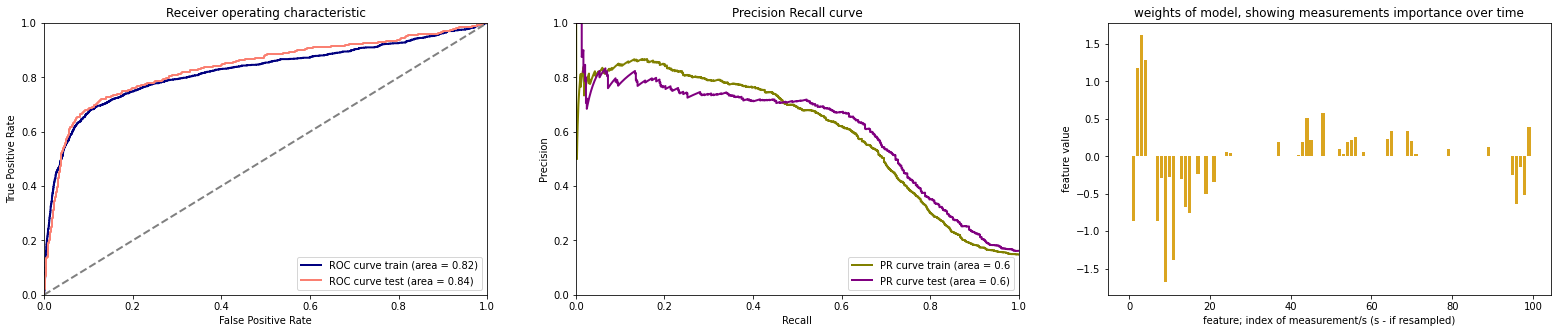 Receiver operating characteristic
True Positive Rate
1.0
0.8
0.6
0.4
0.2
0.0
0.0 0.2 0.4 0.6 0.8 1.0
False Positive Rate
ROC curve train (area = 0.82)
ROC curve test (area = 0.84)
Precision Recall curve
Precision
1.0
0.8
0.6
0.4
0.2
0.0
0.0 0.2 0.4 0.6 0.8 1.0
Recall
PR curve train (area = 0.6
PR curve test (area = 0.6)
weights of model, showing measurements importance over time
feature value
1.5
1.0
0.5
0.0
−0.5
−1.0
−1.5
0 20 40 60 80 100
feature; index of measurement/s (s - if resampled)